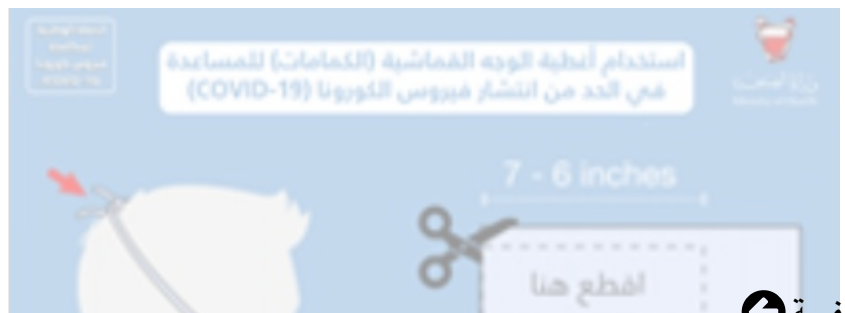 استخدام أغطية الوجه القماشية (الكمامات) للمساعدة
في الحد من انتشار فيروس الكورونا (COVID-19)
7 - 6 inches
اقطع هنا